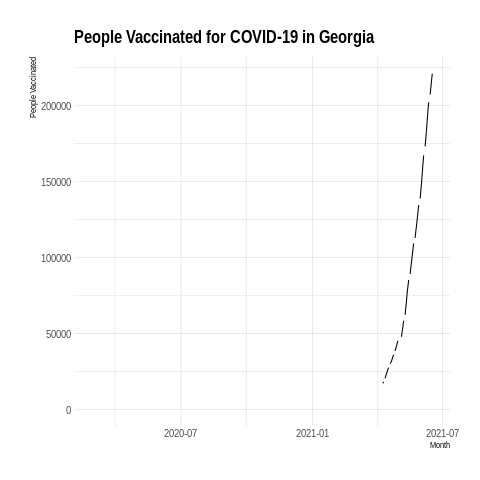 People Vaccinated for COVID-19 in Georgia
People Vaccinated
200000
150000
100000
50000
0
2020-07
2021-01
2021-07
Month